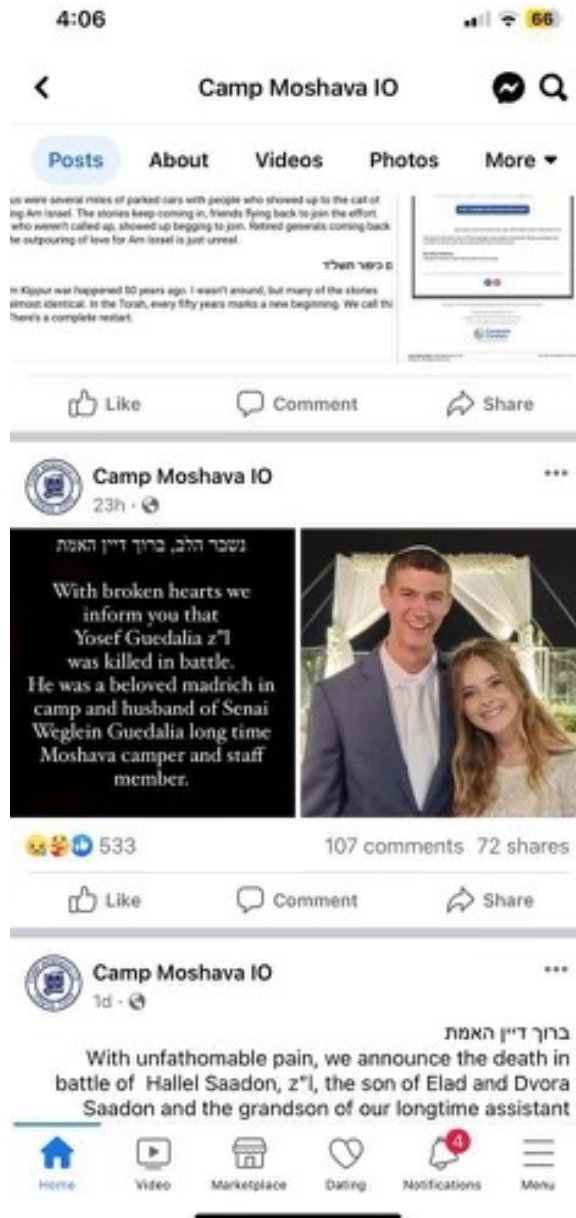 4:06
66
Camp Moshava IO
Posts About Videos Photos More
us were several miles of parked cars with people who showed up to the call of
ng Am Israel. The stories keep coming in, friends flying back to join the effort.
who weren't called up, showed up begging to join. Retired generals coming back
he outpouring of love for Am Israel is just unreal.
ם כיפור תשל"ד
n Kippur war happened 50 years ago. I wasn't around, but many of the stories
almost identical. In the Torah, every fifty years marks a new beginning. We call th
There's a complete restart.
Like Comment Share
Camp Moshava IO
23h
נשבר הלב, ברוך דיין האמת
With broken hearts we
inform you that
Yosef Guedalia z"l
was killed in battle.
He was a beloved madrich in
camp and husband of Senai
Weglein Guedalia long time
Moshava camper and staff
member.
533 107 comments 72 shares
Like Comment Share
Camp Moshava IO
1d
ברוך דיין האמת
With unfathomable pain, we announce the death in
battle of Hallel Saadon, z"l, the son of Elad and Dvora
Saadon and the grandson of our longtime assistant
4
Home Video Marketplace Dating Notifications Menu